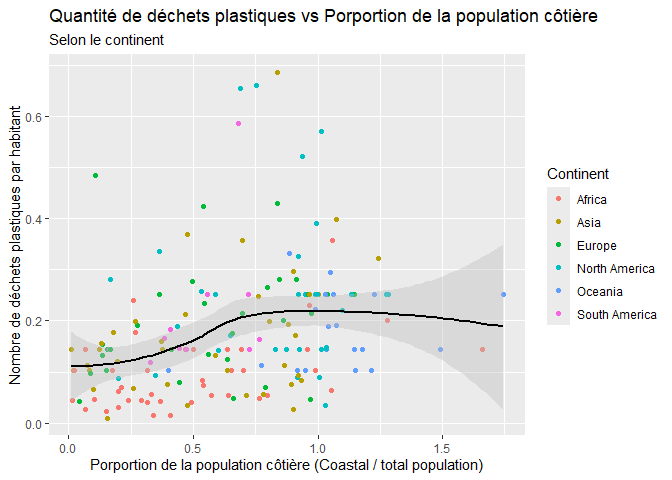 Quantité de déchets plastiques vs Porportion de la population côtière
Selon le continent
Nombre de déchets plastiques par habitant
0.6
0.4
0.2
0.0
0.0 0.5 1.0 1.5
Porportion de la population côtière (Coastal / total population)
Continent
Africa
Asia
Europe
North America
Oceania
South America